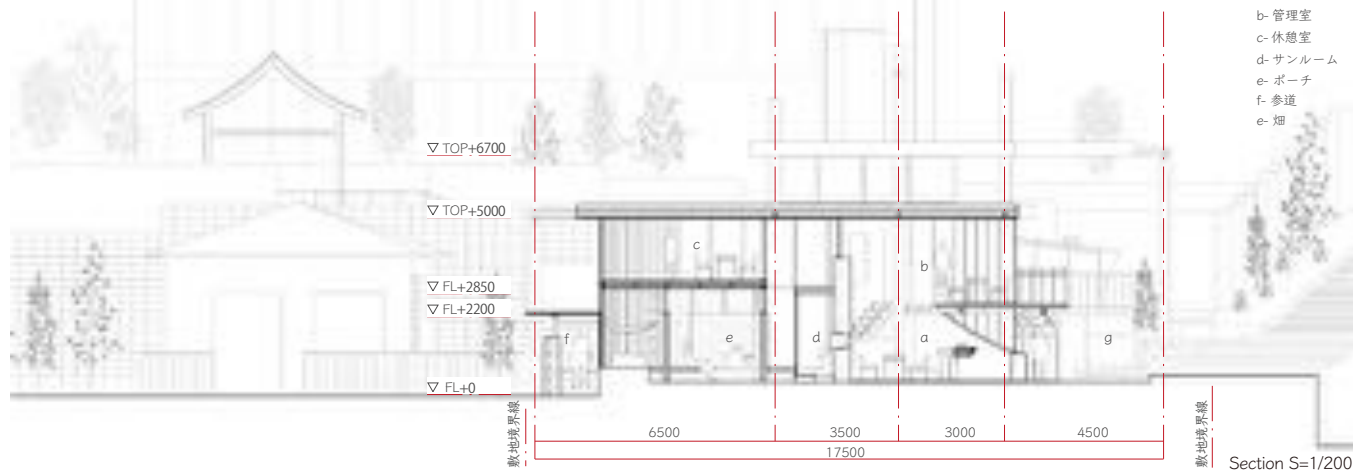 b- 管理室
c- 休憩室
d- サンルーム
e- ポーチ
f- 参道
e- 畑
▽ TOP+6700
▽ TOP+5000
c
b
▽ FL+2850
▽ FL+2200
f
e
d
a
g
▽ FL+0
敷地境界線
6500
3500
3000
4500
敷地境界線
17500
Section S=1/200